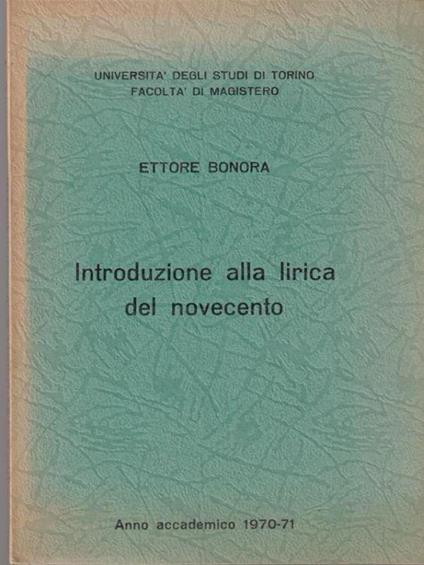 UNIVERSITA' DEGLI STUDI DI TORINO
FACOLTA' DI MAGISTERO
ETTORE BONORA
Introduzione alla lirica
del novecento
Anno accademico 1970-71